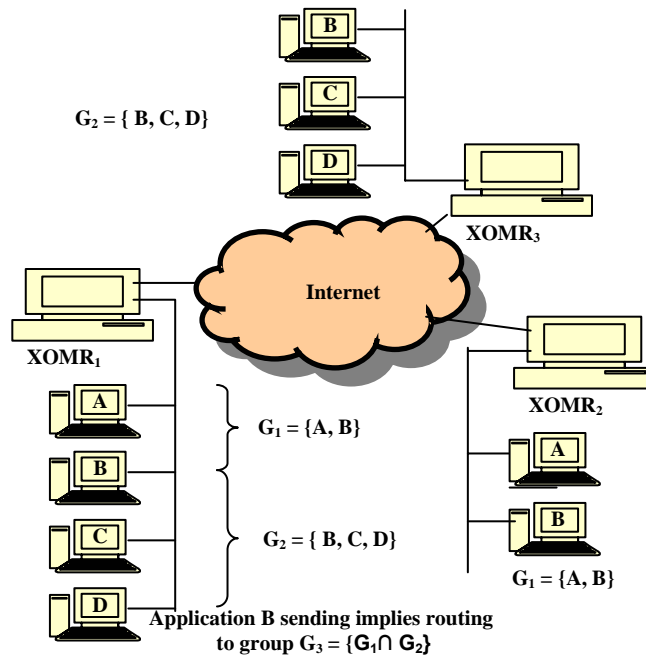 B
C
G₂ = { B, C, D}
D
XOMR₃
Internet
XOMR₁
XOMR₂
A
G₁ = {A, B}
A
B
B
C
G₂ = { B, C, D}
G₁ = {A, B}
D
Application B sending implies routing
to group G₃ = {G₁∩ G₂}